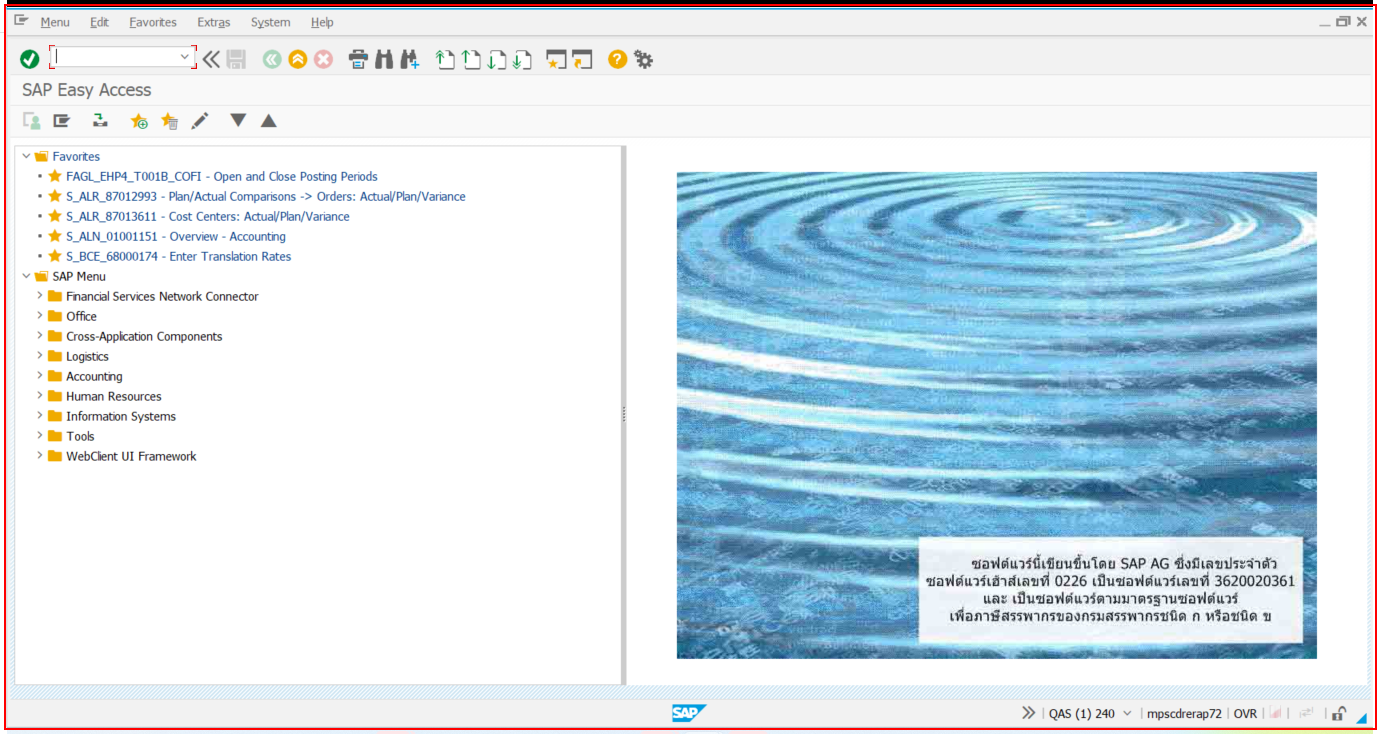 Menu Edit Favorites Extras System Help
SAP Easy Access
Favorites
FAGL_EHP4_T001B_COFI - Open and Close Posting Periods
S_ALR_87012993 - Plan/Actual Comparisons -> Orders: Actual/Plan/Variance
S_ALR_87013611 - Cost Centers: Actual/Plan/Variance
S_ALN_01001151 - Overview - Accounting
S_BCE_68000174 - Enter Translation Rates
SAP Menu
Financial Services Network Connector
Office
Cross-Application Components
Logistics
Accounting
Human Resources
Information Systems
Tools
WebClient UI Framework
ซอฟต์แวร์นี้เขียนขึ้นโดย SAP AG ซึ่งมีเลขประจำตัว
ซอฟต์แวร์เฮ้าส์เลขที่ 0226 เป็นซอฟต์แวร์เลขที่ 3620020361
และ เป็นซอฟต์แวร์ตามมาตรฐานซอฟต์แวร์
เพื่อภาษีสรรพากรของกรมสรรพากรชนิด ก หรือชนิด ข
SAP
QAS (1) 240 mpscdrerap72 OVR